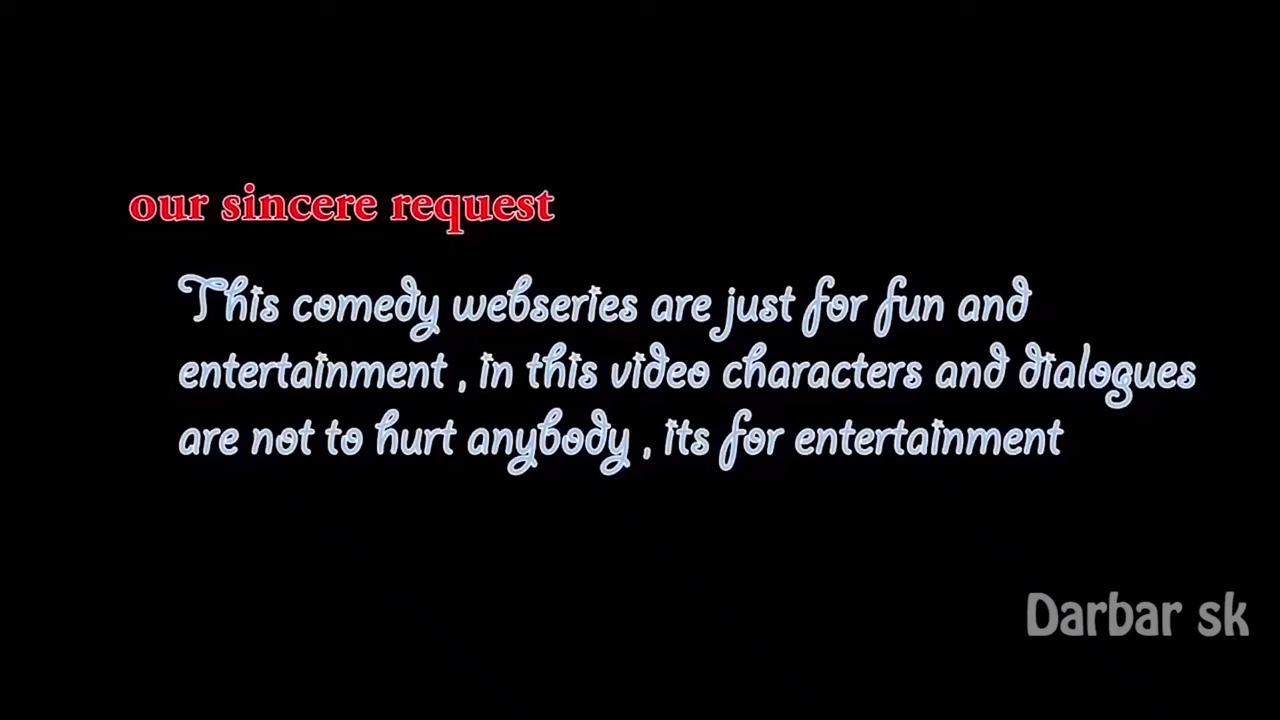 our sincere request
This comedy webseries are just for fun and
entertainment , in this video characters and dialogues
are not to hurt anybody , its for entertainment
Darbar sk